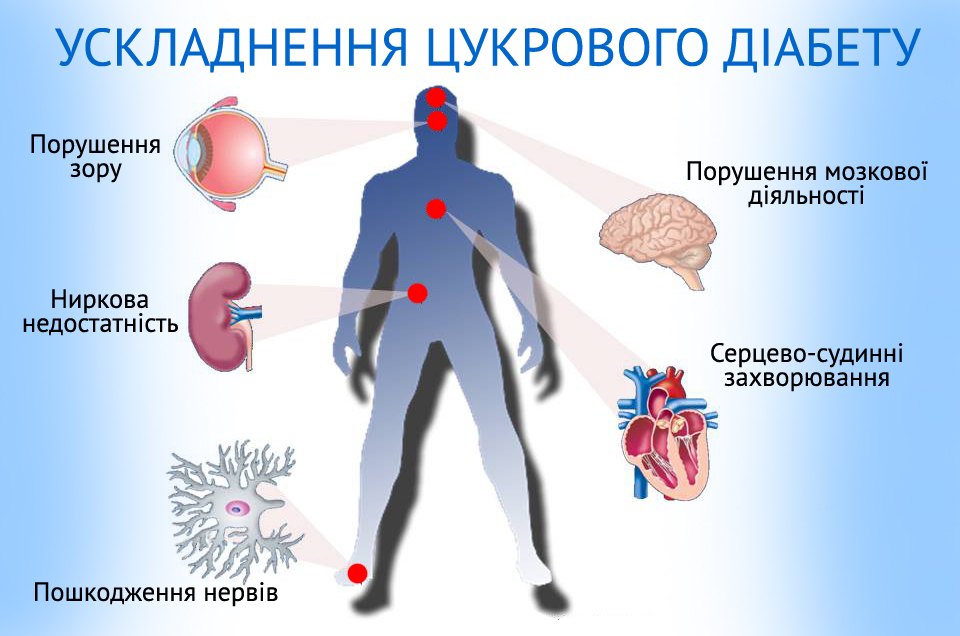 УСКЛАДНЕННЯ ЦУКРОВОГО ДІАБЕТУ
Порушення
зору
Порушення мозкової
діяльності
Ниркова
недостатність
Серцево-судинні
захворювання
Пошкодження нервів